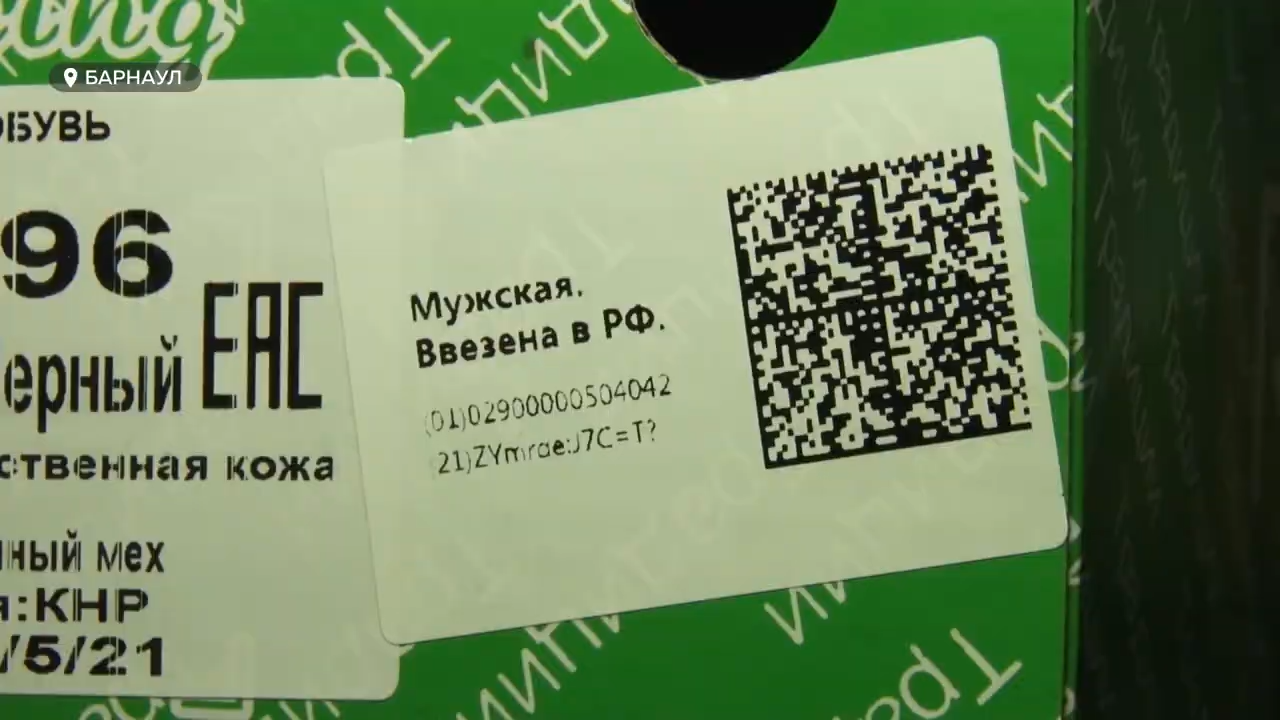 БАРНАУЛ
ОБУВЬ
96
ерный
EAC
ственная кожа
ный мех
:КНР
/5/21
Мужская.
Ввезена в РФ.
(01)02900000504042
21)ZYmrae:J7C=T?